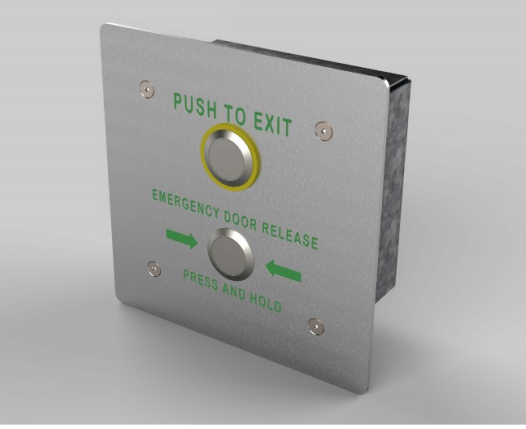 PUSH TO EXIT
EMERGENCY DOOR RELEASE
PRESS AND HOLD